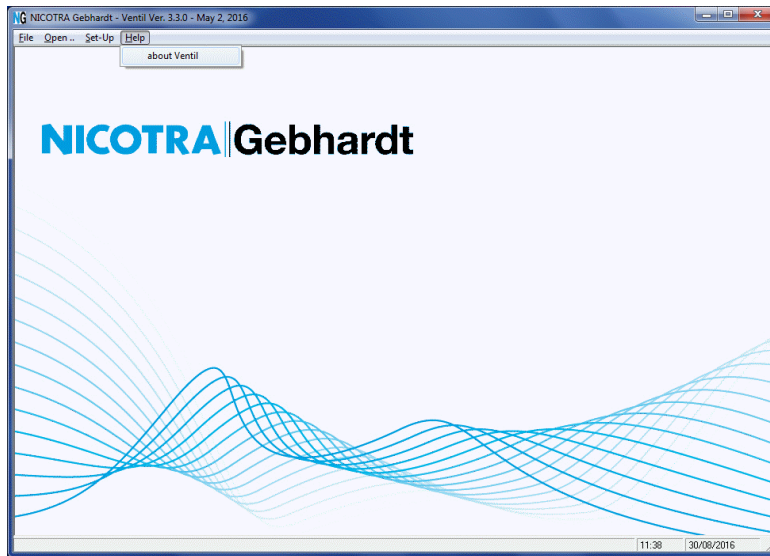 NG NICOTRA Gebhardt - Ventil Ver. 3.3.0 - May 2, 2016
File Open .. Set-Up Help
about Ventil
NICOTRA Gebhardt
11:38 30/08/2016